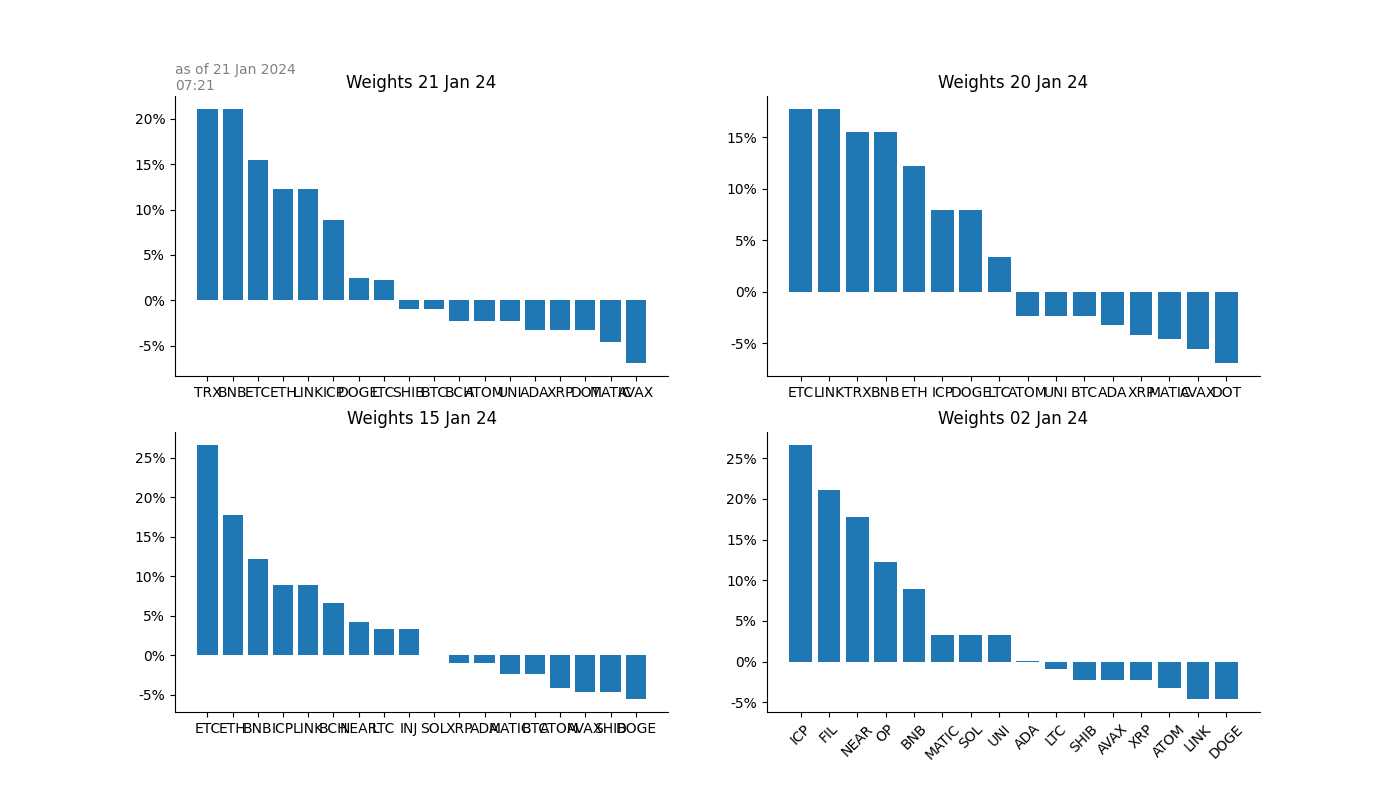 as of 21 Jan 2024
07:21
Weights 21 Jan 24
20%
15%
10%
5%
0%
-5%
TRX BNB ETC ETH LINK ICP DOGE LTC SHIB BTC BCH ATOM UNI ADA XRP DOT MATIC AVAX
Weights 20 Jan 24
15%
10%
5%
0%
-5%
ETC LINK TRX BNB ETH ICP DOGE LTC ATOM UNI BTC ADA XRP MATIC AVAX DOT
Weights 15 Jan 24
25%
20%
15%
10%
5%
0%
-5%
ETC ETH BNB ICP LINK BCH NEAR LTC INJ SOL XRP ADA MATIC BTC ATOM AVAX SHIB DOGE
Weights 02 Jan 24
25%
20%
15%
10%
5%
0%
-5%
ICP FIL NEAR OP BNB MATIC SOL UNI ADA LTC SHIB AVAX XRP ATOM LINK DOGE